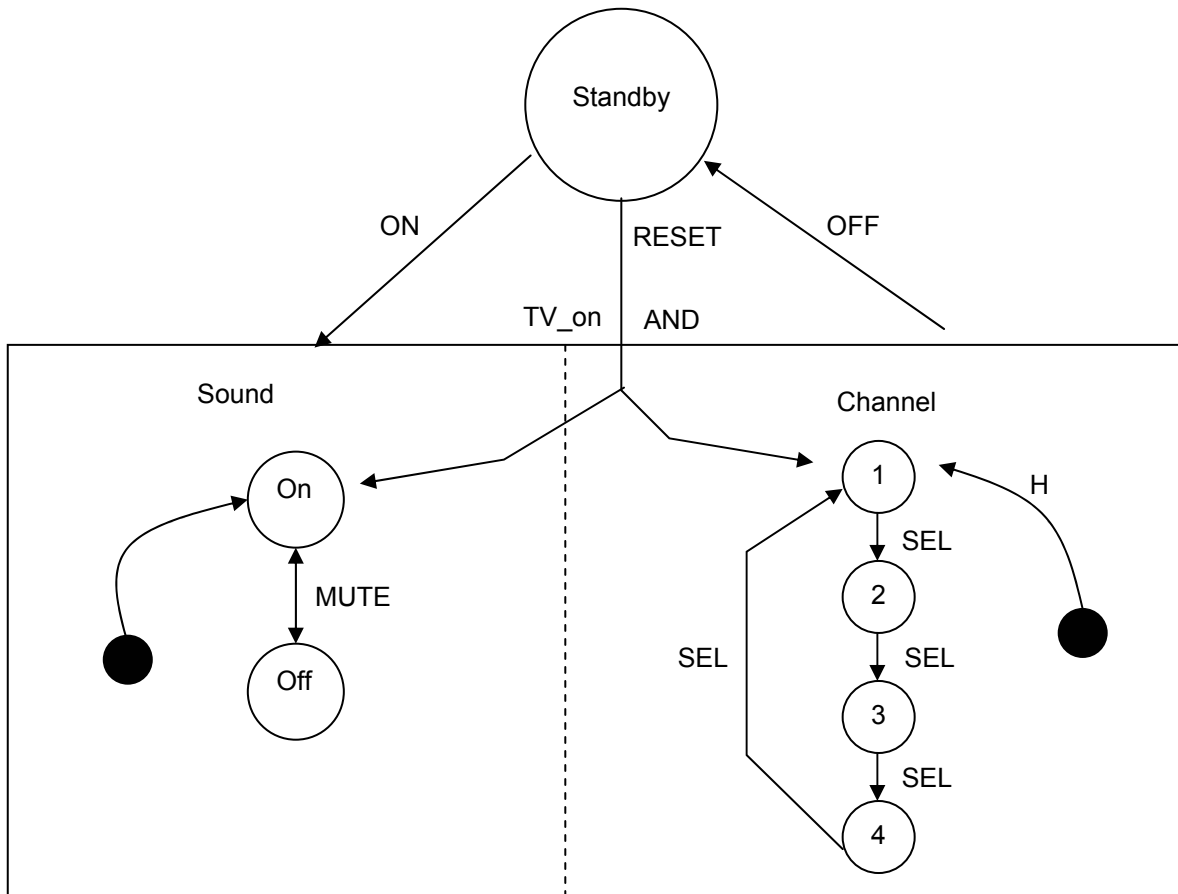 Standby
ON
RESET
OFF
TV_on
AND
Sound
Channel
On
1
H
SEL
MUTE
2
SEL
SEL
Off
3
SEL
4